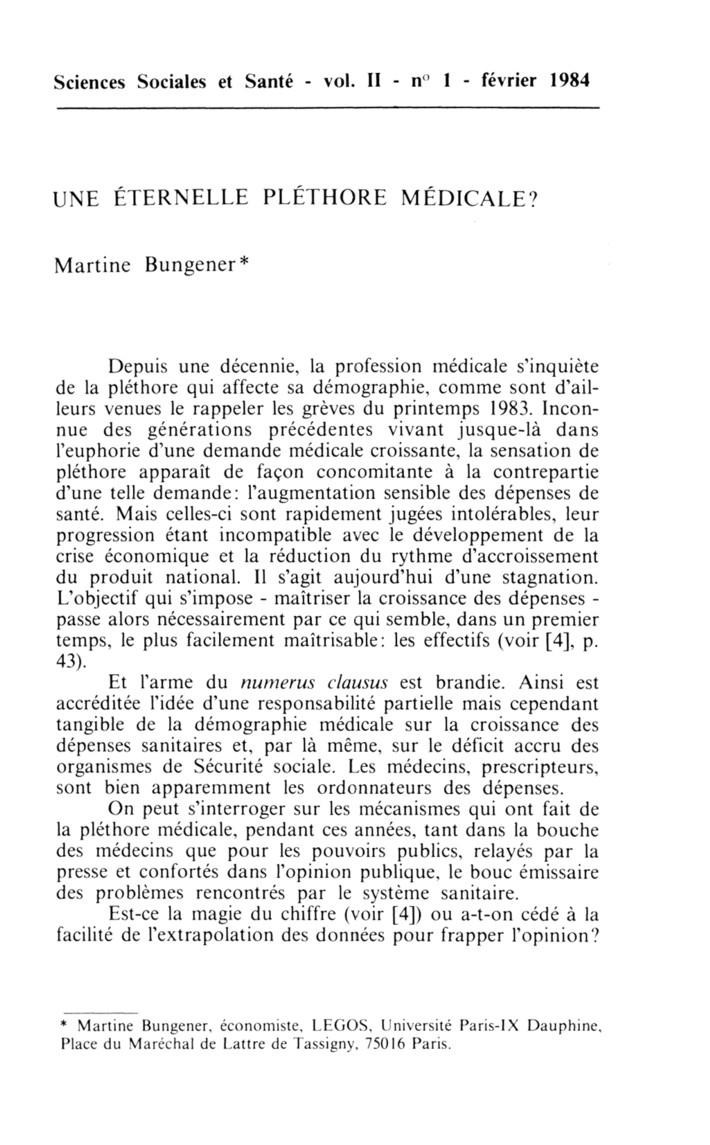 Sciences Sociales et Santé - vol. II - nº 1 - février 1984
UNE ÉTERNELLE PLÉTHORE MÉDICALE?
Martine Bungener*
Depuis une décennie, la profession médicale s'inquiète
de la pléthore qui affecte sa démographie, comme sont d'ail-
leurs venues le rappeler les grèves du printemps 1983. Incon-
nue des générations précédentes vivant jusque-là dans
l'euphorie d'une demande médicale croissante, la sensation de
pléthore apparaît de façon concomitante à la contrepartie
d'une telle demande: l'augmentation sensible des dépenses de
santé. Mais celles-ci sont rapidement jugées intolérables, leur
progression étant incompatible avec le développement de la
crise économique et la réduction du rythme d'accroissement
du produit national. Il s'agit aujourd'hui d'une stagnation.
L'objectif qui s'impose - maîtriser la croissance des dépenses -
passe alors nécessairement par ce qui semble, dans un premier
temps, le plus facilement maîtrisable: les effectifs (voir [4], p.
43).
Et l'arme du numerus clausus est brandie. Ainsi est
accréditée l'idée d'une responsabilité partielle mais cependant
tangible de la démographie médicale sur la croissance des
dépenses sanitaires et, par là même, sur le déficit accru des
organismes de Sécurité sociale. Les médecins, prescripteurs,
sont bien apparemment les ordonnateurs des dépenses.
On peut s'interroger sur les mécanismes qui ont fait de
la pléthore médicale, pendant ces années, tant dans la bouche
des médecins que pour les pouvoirs publics, relayés par la
presse et confortés dans l'opinion publique, le bouc émissaire
des problèmes rencontrés par le système sanitaire.
Est-ce la magie du chiffre (voir [4]) ou a-t-on cédé à la
facilité de l'extrapolation des données pour frapper l'opinion?
* Martine Bungener, économiste, LEGOS, Université Paris-IX Dauphine,
Place du Maréchal de Lattre de Tassigny, 75016 Paris.